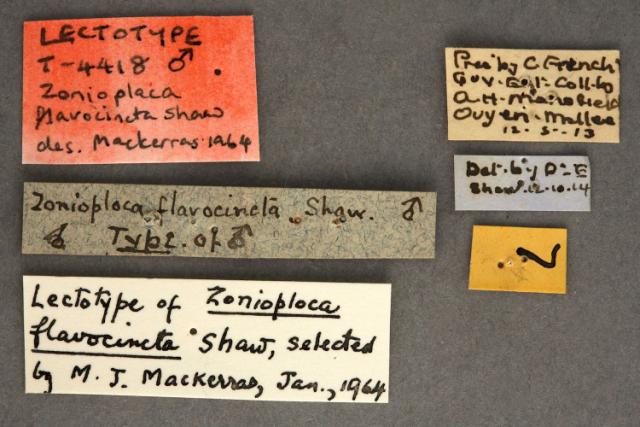 LECTOTYPE
T-4418 ♂ .
Zonioplaca
flavocincta Shaw
des. Mackerras 1964
Zonioploca flavocincta Shaw. ♂
Type. of ♂
Lectotype of Zonioploca
flavocincta Shaw, selected
by M. J. Mackerras, Jan., 1964
Pres by C. French
Gov. Ent. Coll. by
A.H. Mansfield
Ouyen. Mallee
12-5-13
Det. by Dr E
Shaw. 12.10.14